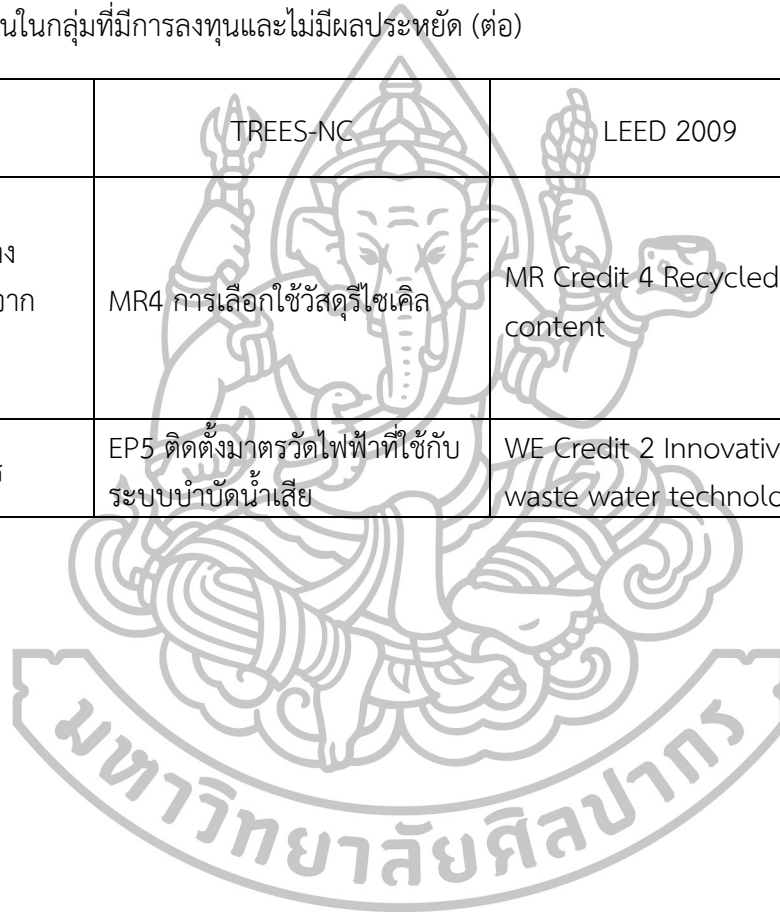 นในกลุ่มที่มีการลงทุนและไม่มีผลประหยัด (ต่อ)
TREES-NC
LEED 2009
MR4 การเลือกใช้วัสดุรีไซเคิล
MR Credit 4 Recycled
content
EP5 ติดตั้งมาตรวัดไฟฟ้าที่ใช้กับ
ระบบบำบัดน้ำเสีย
WE Credit 2 Innovativ
waste water technolo
มหาวิทยาลัยศิลปากร